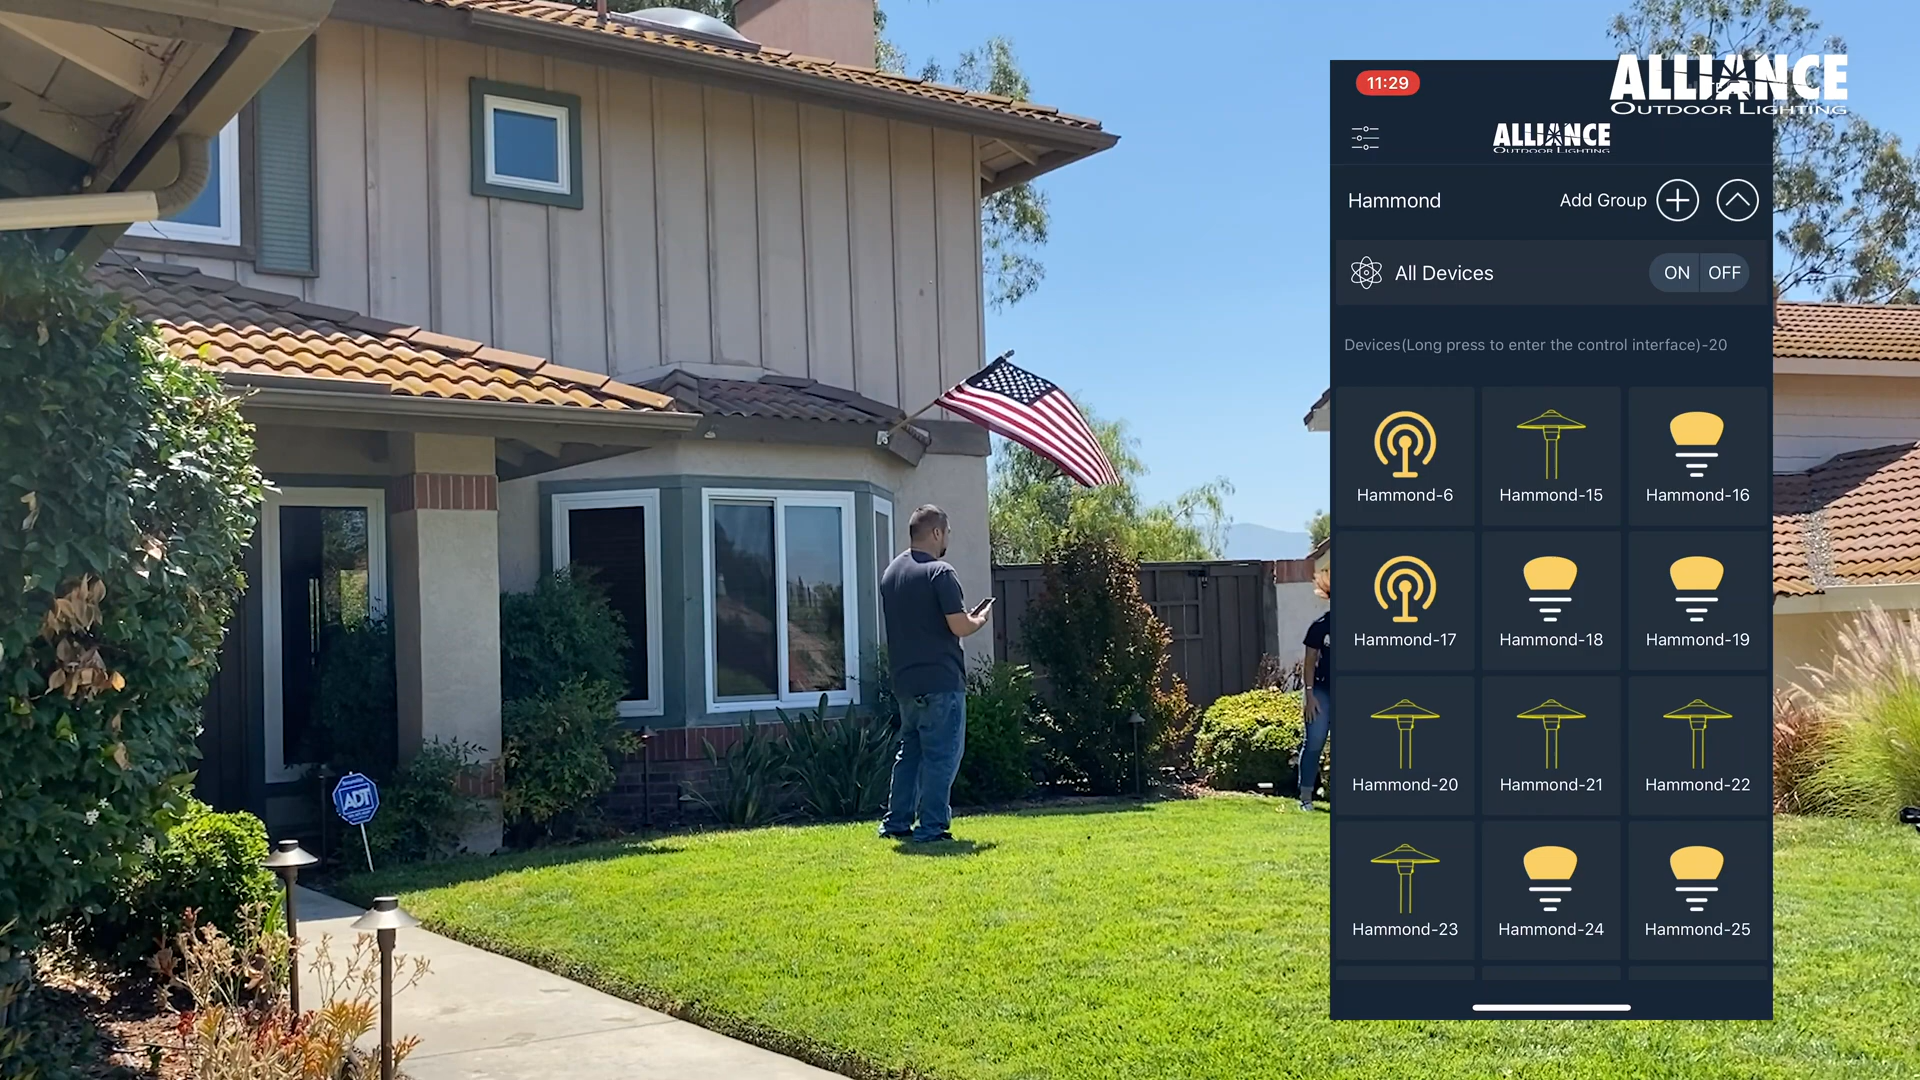 ALLIANCE
OUTDOOR LIGHTING
11:29
ALLIANCE
OUTDOOR LIGHTING
Hammond
Add Group
All Devices
ON OFF
Devices(Long press to enter the control interface)-20
Hammond-6 Hammond-15 Hammond-16
Hammond-17 Hammond-18 Hammond-19
Hammond-20 Hammond-21 Hammond-22
Hammond-23 Hammond-24 Hammond-25
ADT